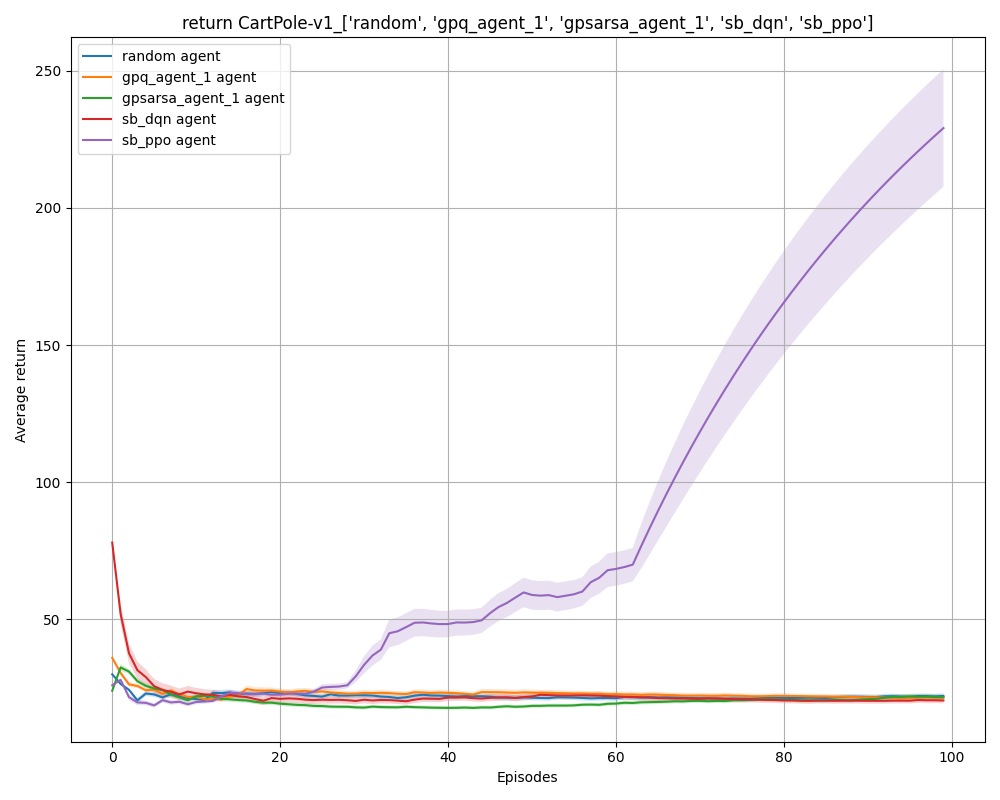 return CartPole-v1_['random', 'gpq_agent_1', 'gpsarsa_agent_1', 'sb_dqn', 'sb_ppo']
random agent
gpq_agent_1 agent
gpsarsa_agent_1 agent
sb_dqn agent
sb_ppo agent
250
200
150
100
50
Average return
0 20 40 60 80 100
Episodes